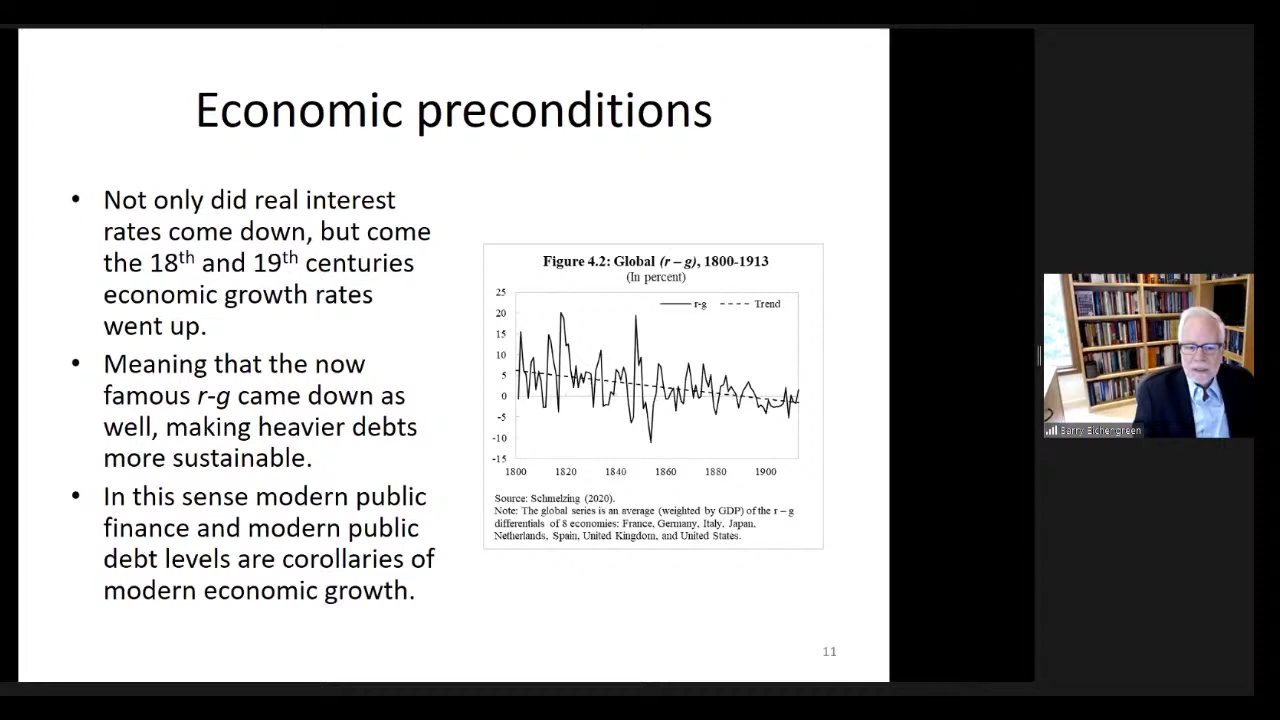 Economic preconditions
• Not only did real interest
rates come down, but come
the 18th and 19th centuries
economic growth rates
went up.
• Meaning that the now
famous r-g came down as
well, making heavier debts
more sustainable.
• In this sense modern public
finance and modern public
debt levels are corollaries of
modern economic growth.
Figure 4.2: Global (r – g), 1800-1913
(In percent)
r-g Trend
25
20
15
10
5
0
-5
-10
-15
1800 1820 1840 1860 1880 1900
Source: Schmelzing (2020).
Note: The global series is an average (weighted by GDP) of the r – g
differentials of 8 economies: France, Germany, Italy, Japan,
Netherlands, Spain, United Kingdom, and United States.
11
Barry Eichengreen